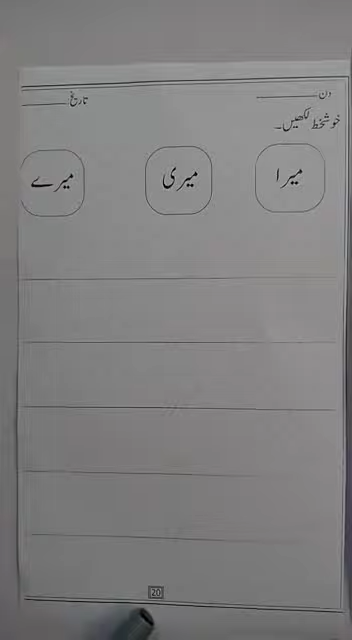 دن ________ تاریخ ________
خوشخط لکھیں۔
میرا میری میرے
20